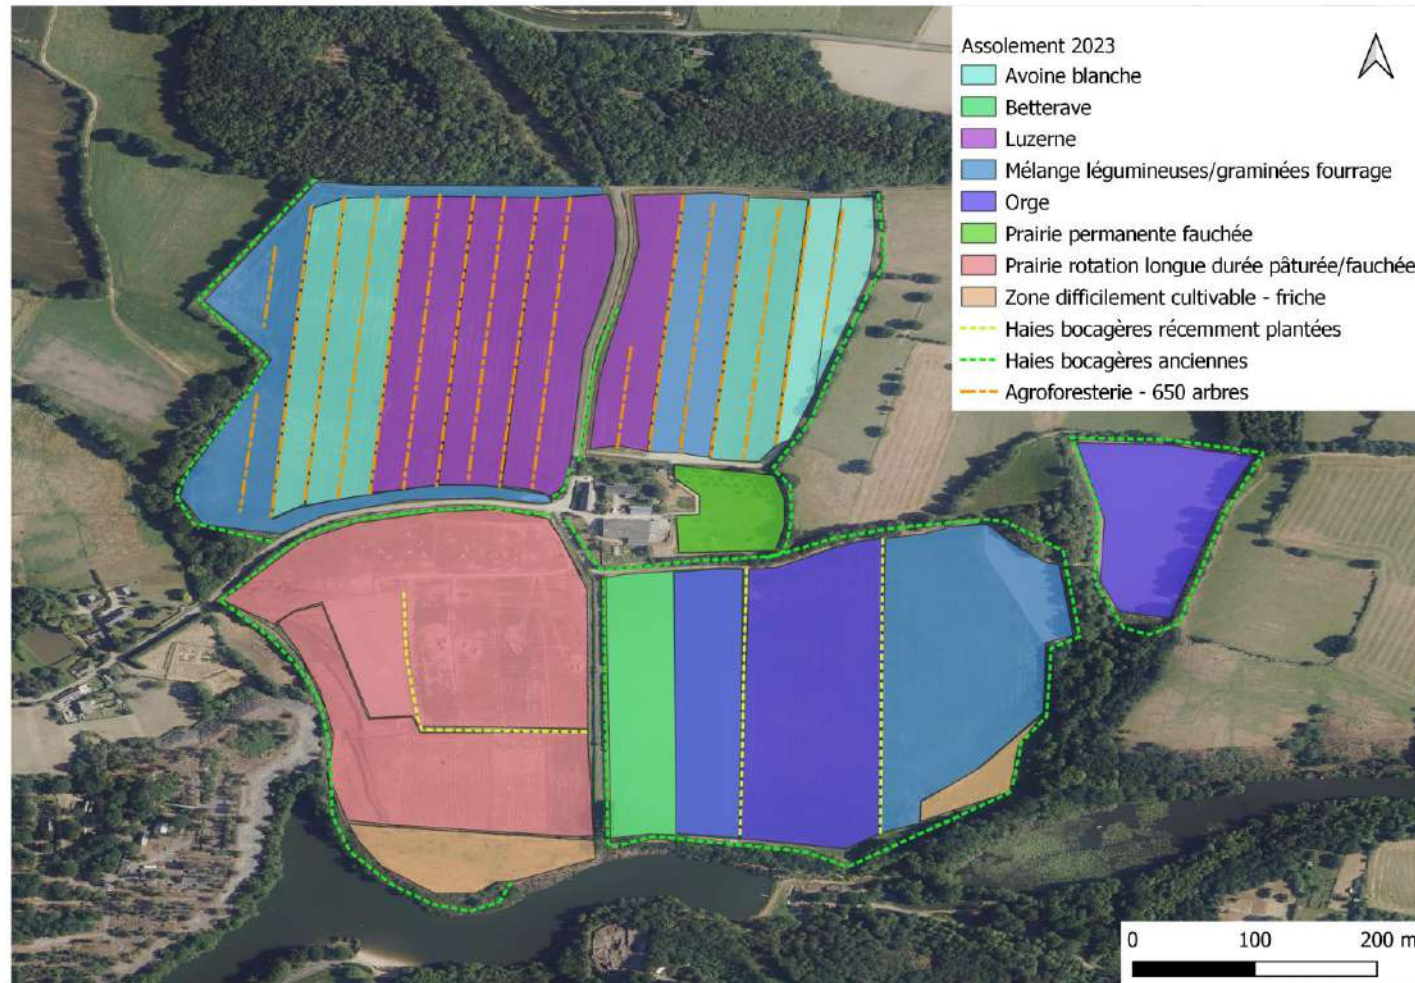 Assolement 2023
Avoine blanche
Betterave
Luzerne
Mélange légumineuses/graminées fourrage
Orge
Prairie permanente fauchée
Prairie rotation longue durée pâturée/fauchée
Zone difficilement cultivable - friche
Haies bocagères récemment plantées
Haies bocagères anciennes
Agroforesterie - 650 arbres
0 100 200 m